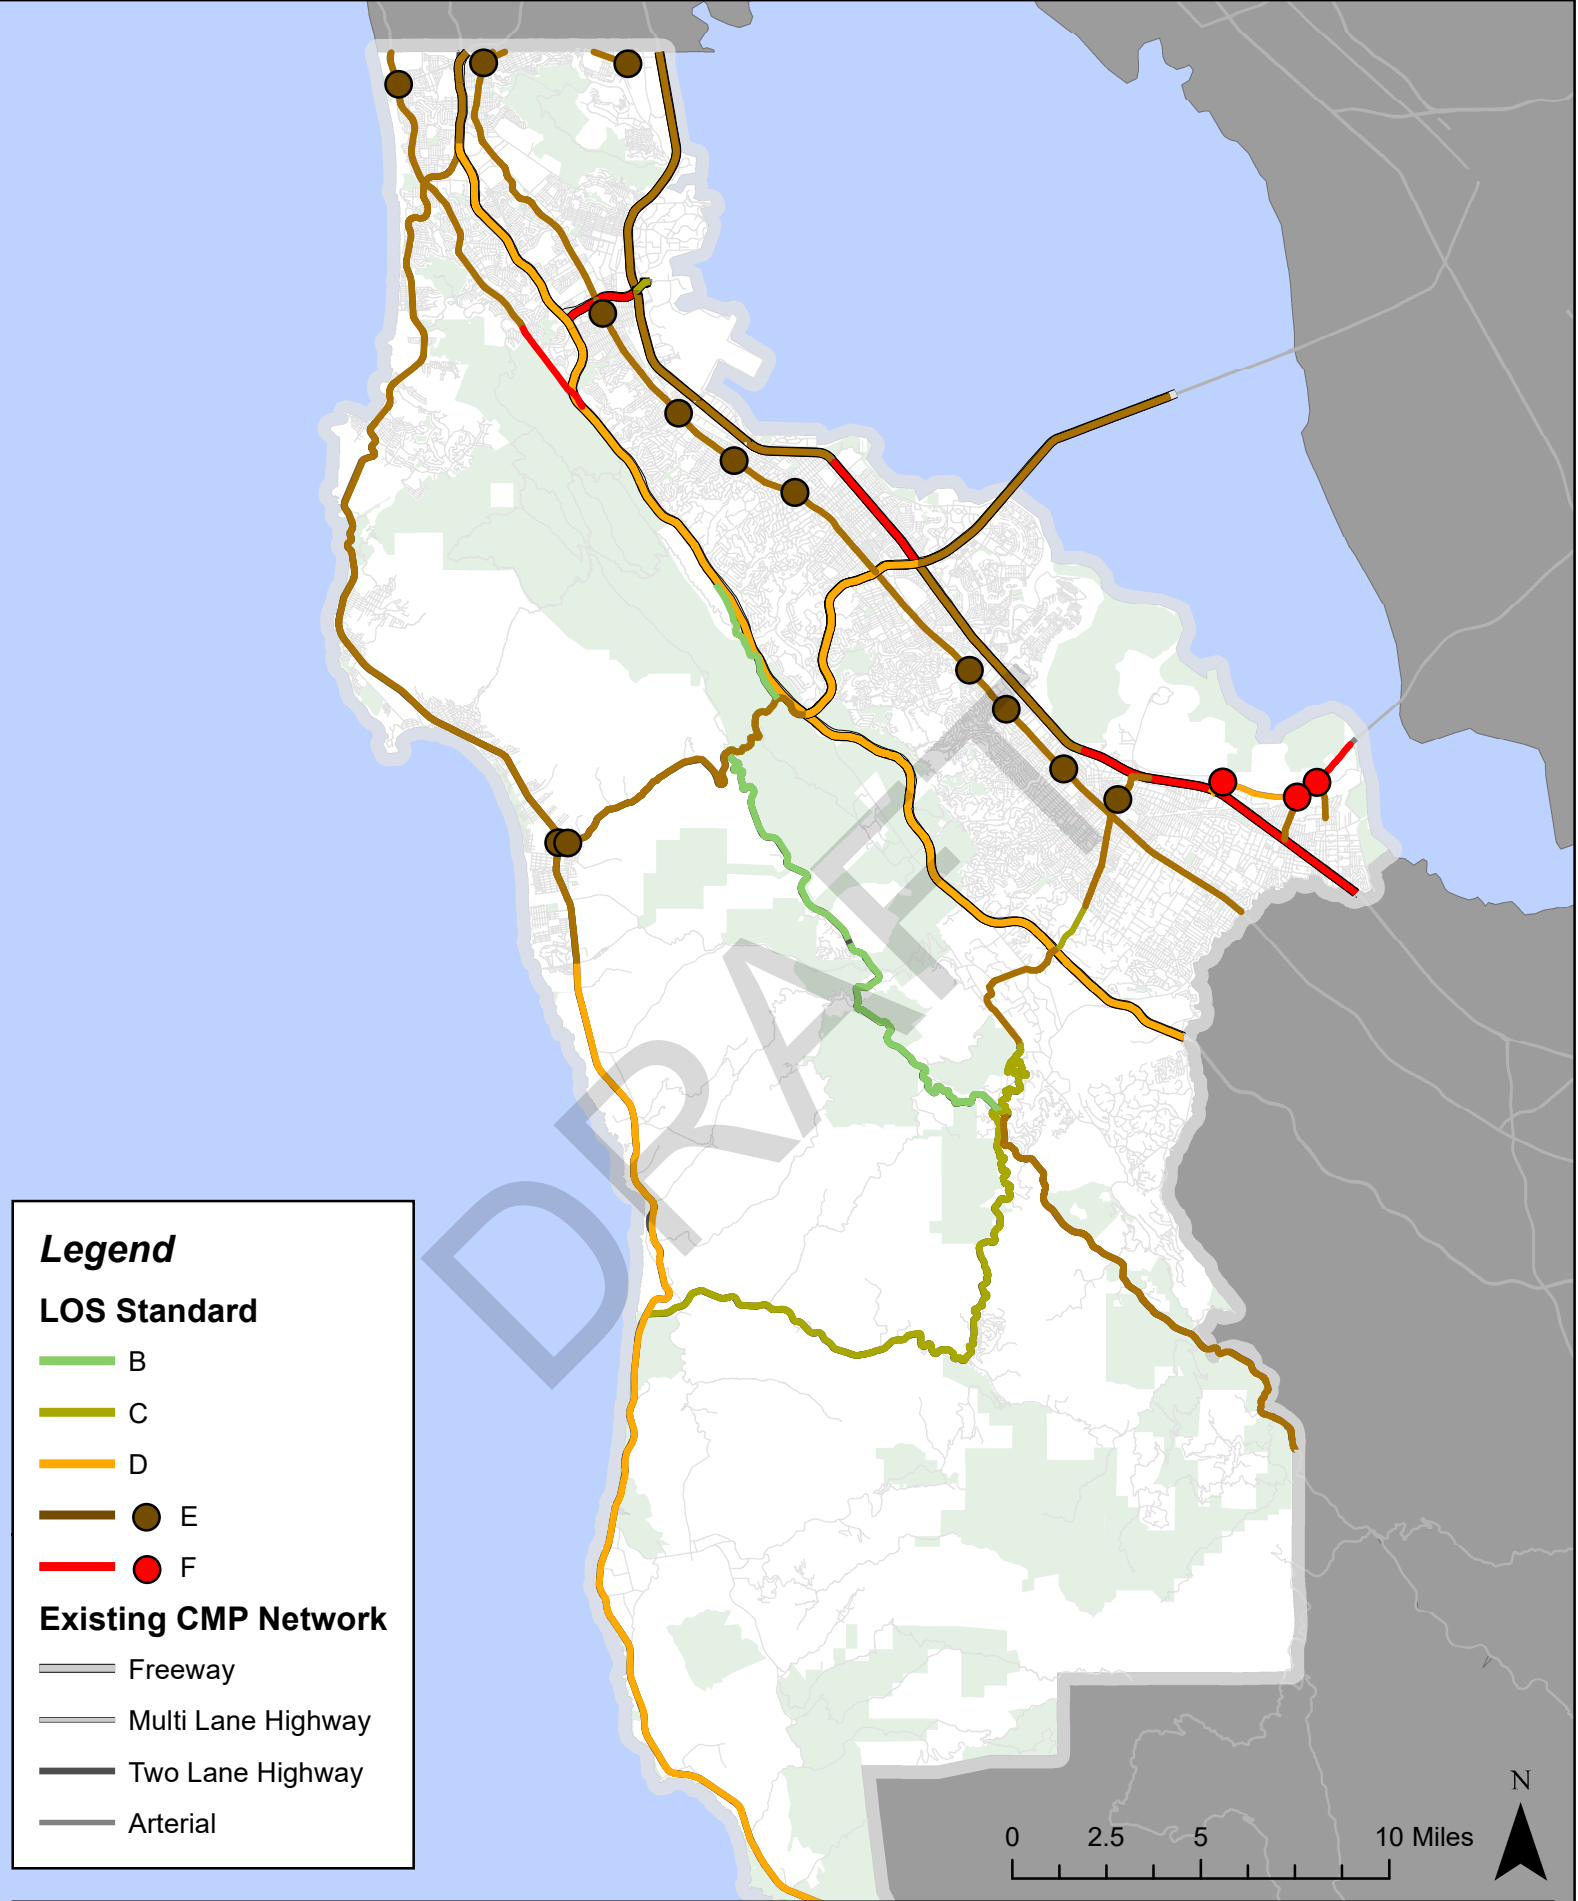 DRAFT
Legend
LOS Standard
B
C
D
E
F
Existing CMP Network
Freeway
Multi Lane Highway
Two Lane Highway
Arterial
0 2.5 5 10 Miles
N